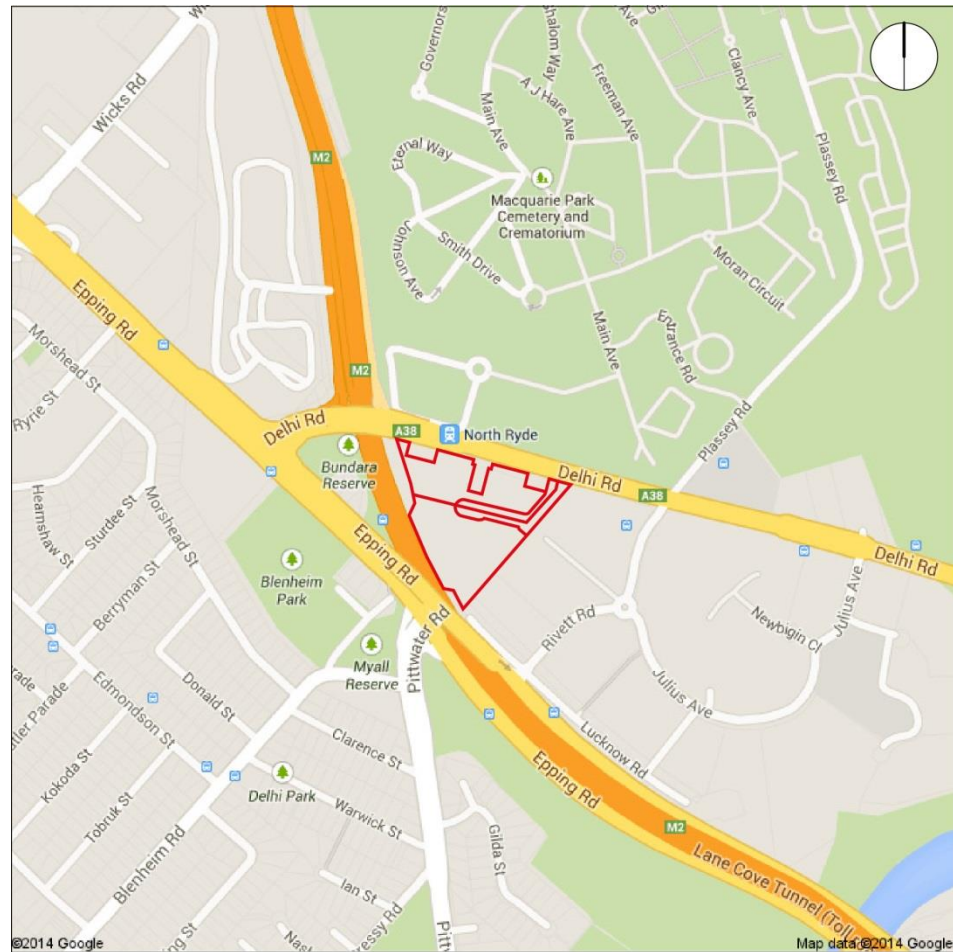 Governors
Shalom Way
Ave
Wicks Rd
A J Hare Ave
Main Ave
Freeman Ave
Clancy Ave
Plassey Rd
M2
Eternal Way
Macquarie Park
Cemetery and
Crematorium
Johnson Ave
Smith Drive
Moran Circuit
Epping Rd
Main Ave
Entrance Rd
Morshead St
M2
Ryrie St
Delhi Rd
A38
North Ryde
Plassey Rd
Bundara
Reserve
Delhi Rd
A38
Hearnshaw St
Sturdee St
Morshead St
Epping Rd
Delhi Rd
Blenheim
Park
Berryman St
Julius Ave
Newbigin Cl
Rivett Rd
Pittwater Rd
Myall
Reserve
Julius Ave
Parade
Edmondson St
Donald St
Lucknow Rd
Clarence St
Kokoda St
Epping Rd
Delhi Park
Tobruk St
Warwick St
M2
Gilda St
Blenheim Rd
Lane Cove Tunnel (Toll
Ian St
©2014 Google
Map data ©2014 Google